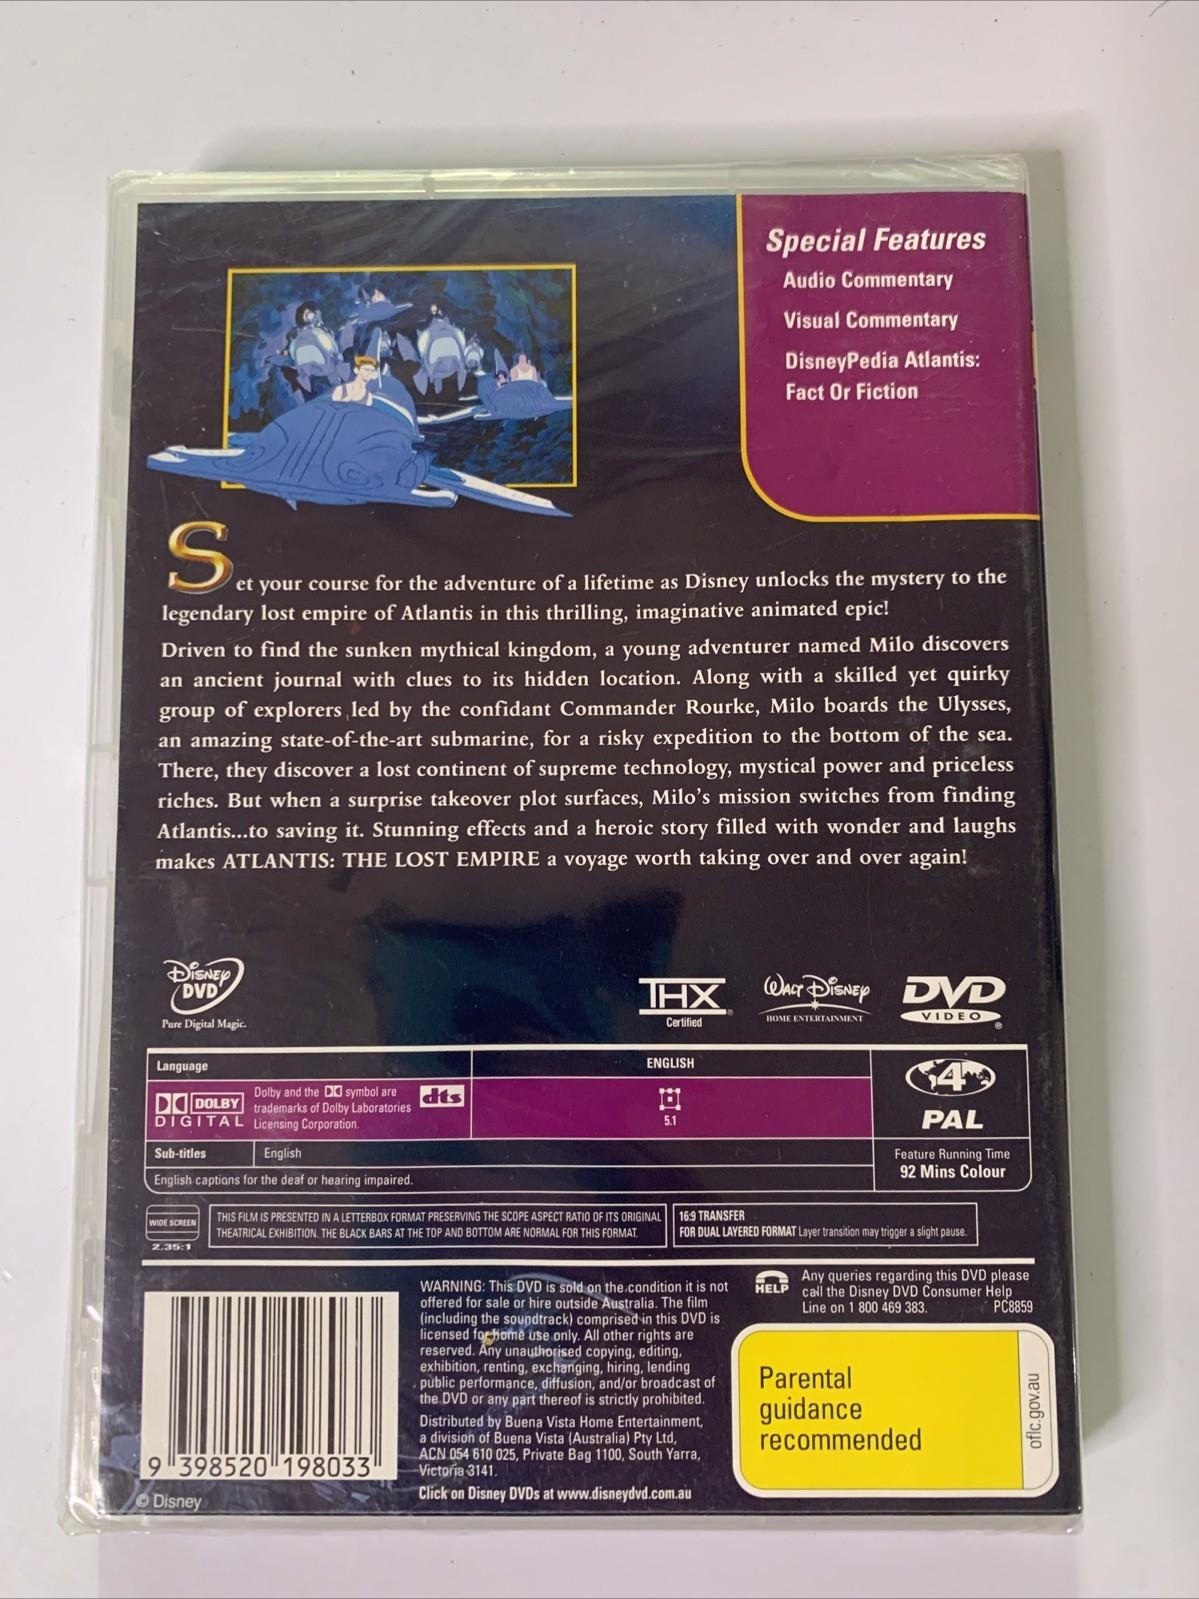 Special Features
Audio Commentary
Visual Commentary
DisneyPedia Atlantis:
Fact Or Fiction
Set your course for the adventure of a lifetime as Disney unlocks the mystery to the
legendary lost empire of Atlantis in this thrilling, imaginative animated epic!
Driven to find the sunken mythical kingdom, a young adventurer named Milo discovers
an ancient journal with clues to its hidden location. Along with a skilled yet quirky
group of explorers led by the confidant Commander Rourke, Milo boards the Ulysses,
an amazing state-of-the-art submarine, for a risky expedition to the bottom of the sea.
There, they discover a lost continent of supreme technology, mystical power and priceless
riches. But when a surprise takeover plot surfaces, Milo's mission switches from finding
Atlantis...to saving it. Stunning effects and a heroic story filled with wonder and laughs
makes ATLANTIS: THE LOST EMPIRE a voyage worth taking over and over again!
Disney
DVD
Pure Digital Magic.
THX
Certified
Walt Disney
HOME ENTERTAINMENT
DVD
VIDEO
Language
ENGLISH
DOLBY
DIGITAL
Dolby and the symbol are
trademarks of Dolby Laboratories
Licensing Corporation.
dts
5.1
4
PAL
Sub-titles
English
English captions for the deaf or hearing impaired.
Feature Running Time
92 Mins Colour
WIDE SCREEN
2.35:1
THIS FILM IS PRESENTED IN A LETTERBOX FORMAT PRESERVING THE SCOPE ASPECT RATIO OF ITS ORIGINAL
THEATRICAL EXHIBITION. THE BLACK BARS AT THE TOP AND BOTTOM ARE NORMAL FOR THIS FORMAT.
16:9 TRANSFER
FOR DUAL LAYERED FORMAT Layer transition may trigger a slight pause.
9 398520 198033
© Disney
WARNING: This DVD is sold on the condition it is not
offered for sale or hire outside Australia. The film
(including the soundtrack) comprised in this DVD is
licensed for home use only. All other rights are
reserved. Any unauthorised copying, editing,
exhibition, renting, exchanging, hiring, lending
public performance, diffusion, and/or broadcast of
the DVD or any part thereof is strictly prohibited.
Distributed by Buena Vista Home Entertainment,
a division of Buena Vista (Australia) Pty Ltd,
ACN 054 610 025, Private Bag 1100, South Yarra,
Victoria 3141.
Click on Disney DVDs at www.disneydvd.com.au
HELP
Any queries regarding this DVD please
call the Disney DVD Consumer Help
Line on 1 800 469 383.
PC8859
Parental
guidance
recommended
oflc.gov.au